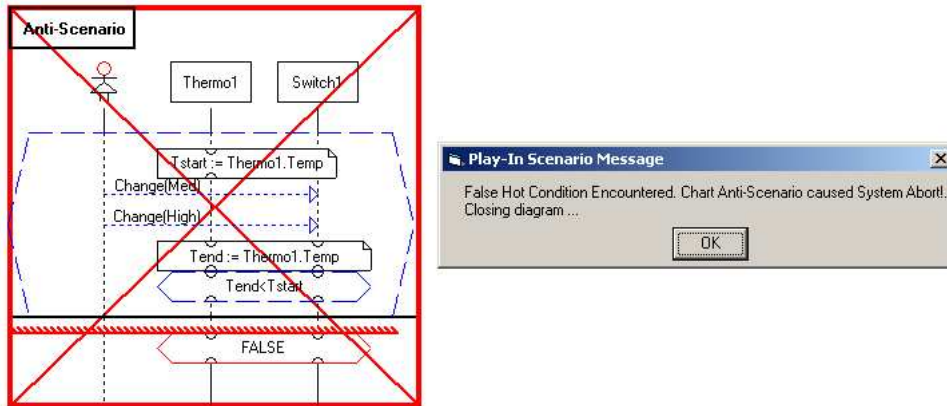 Anti-Scenario
Thermo1
Switch1
Tstart := Thermo1.Temp
Change(Med)
Change(High)
Tend := Thermo1.Temp
Tend<Tstart
FALSE
Play-In Scenario Message
False Hot Condition Encountered. Chart Anti-Scenario caused System Abort!.
Closing diagram ...
OK